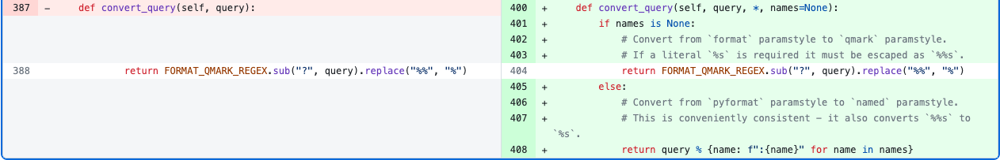 387 - def convert_query(self, query):
388 return FORMAT_QMARK_REGEX.sub("?", query).replace("%%", "%")
400 + def convert_query(self, query, *, names=None):
401 + if names is None:
402 + # Convert from `format` paramstyle to `qmark` paramstyle.
403 + # If a literal `%s` is required it must be escaped as `%%s`.
404 return FORMAT_QMARK_REGEX.sub("?", query).replace("%%", "%")
405 + else:
406 + # Convert from `pyformat` paramstyle to `named` paramstyle.
407 + # This is conveniently consistent – it also converts `%%s` to
`%s`.
408 + return query % {name: f":{name}" for name in names}